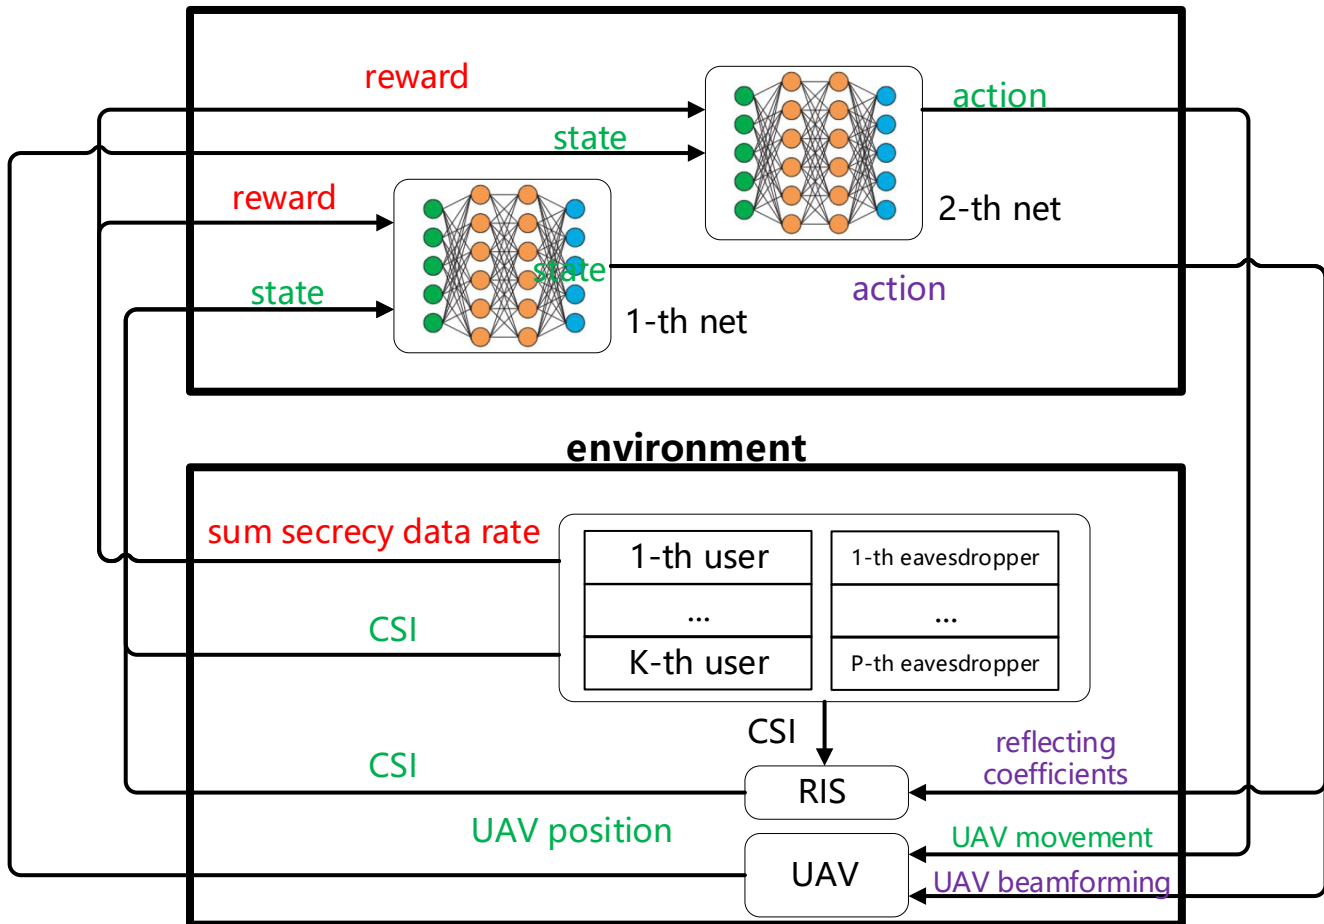 reward
action
state
reward
2-th net
state
action
state
1-th net
environment
sum secrecy data rate
1-th user
1-th eavesdropper
...
...
CSI
K-th user
P-th eavesdropper
CSI
reflecting
coefficients
CSI
RIS
UAV position
UAV movement
UAV
UAV beamforming